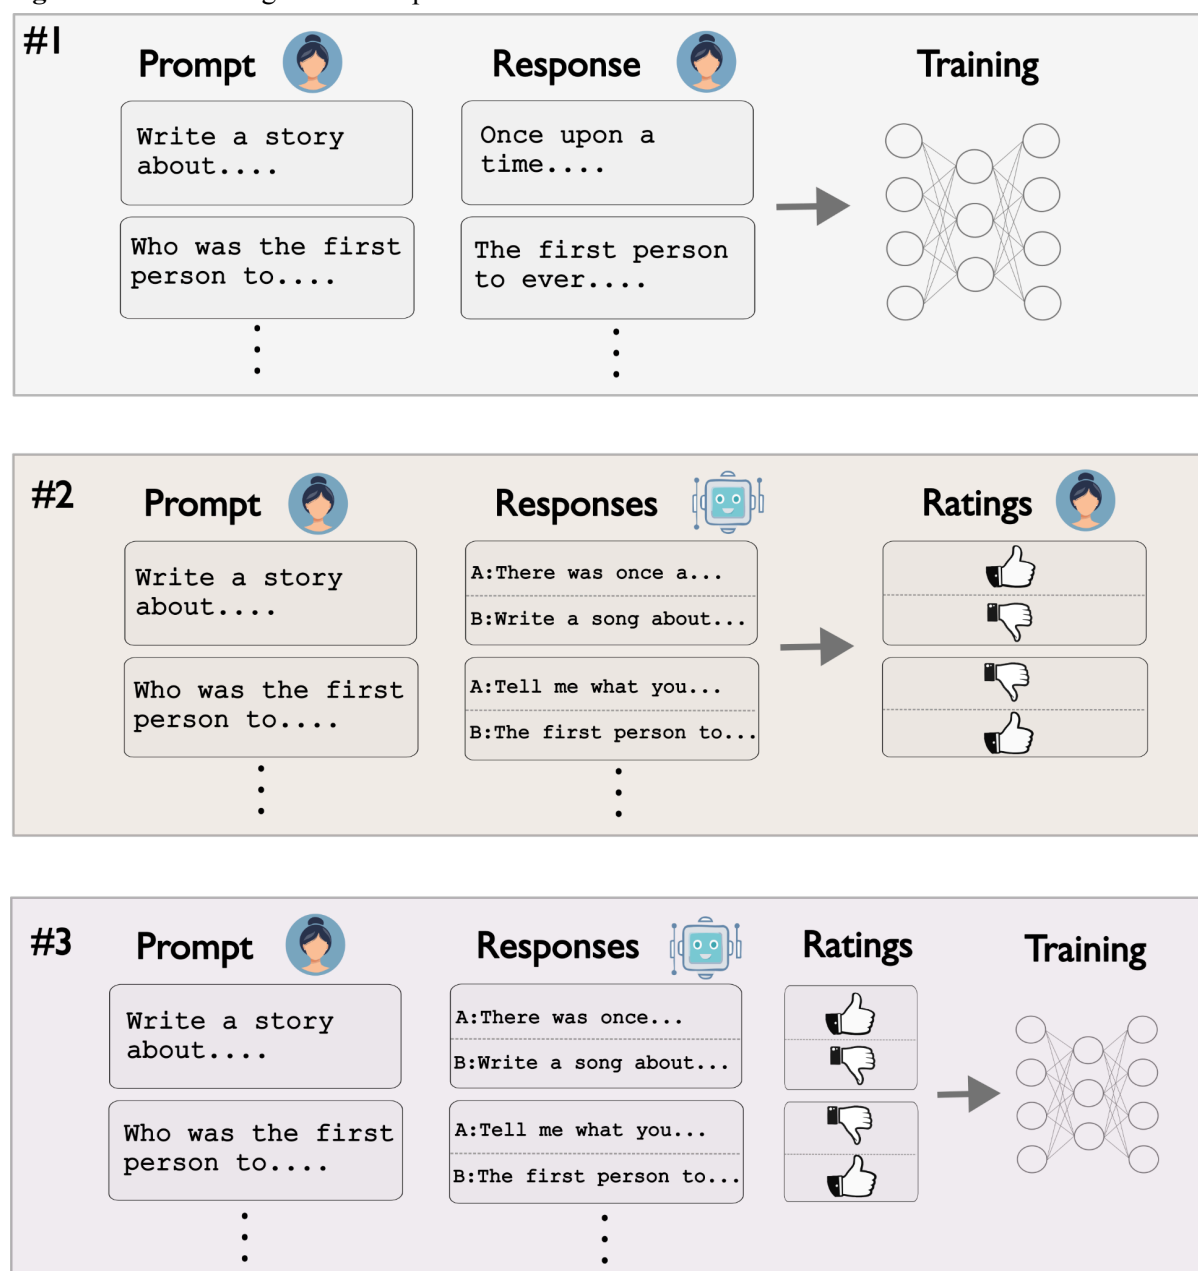 #1
Prompt
Response
Training
Write a story
about....
Once upon a
time....
Who was the first
person to....
The first person
to ever....
#2
Prompt
Responses
Ratings
Write a story
about....
A:There was once a...
B:Write a song about...
Who was the first
person to....
A:Tell me what you...
B:The first person to...
#3
Prompt
Responses
Ratings
Training
Write a story
about....
A:There was once...
B:Write a song about...
Who was the first
person to....
A:Tell me what you...
B:The first person to...